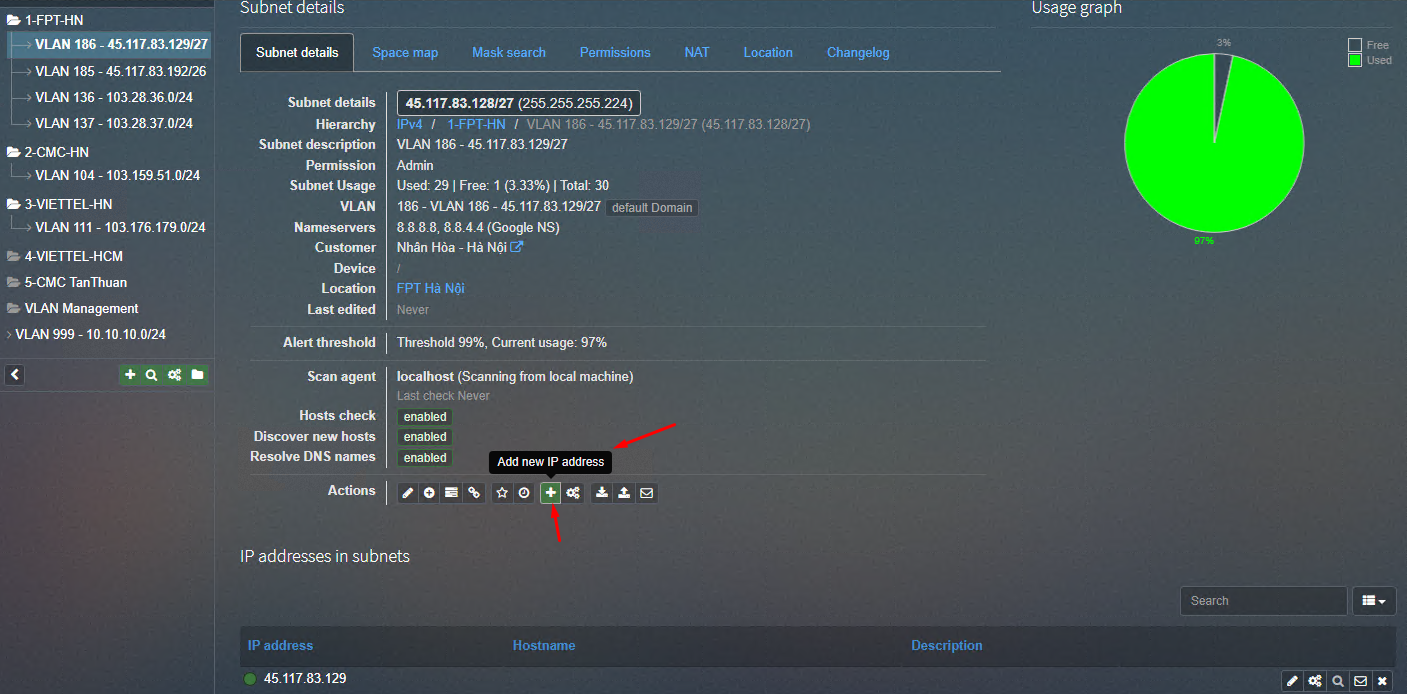 1-FPT-HN
VLAN 186 - 45.117.83.129/27
VLAN 185 - 45.117.83.192/26
VLAN 136 - 103.28.36.0/24
VLAN 137 - 103.28.37.0/24
2-CMC-HN
VLAN 104 - 103.159.51.0/24
3-VIETTEL-HN
VLAN 111 - 103.176.179.0/24
4-VIETTEL-HCM
5-CMC TanThuan
VLAN Management
VLAN 999 - 10.10.10.0/24
Subnet details
Subnet details Space map Mask search Permissions NAT Location Changelog
Subnet details 45.117.83.128/27 (255.255.255.224)
Hierarchy IPv4 / 1-FPT-HN / VLAN 186 - 45.117.83.129/27 (45.117.83.128/27)
Subnet description VLAN 186 - 45.117.83.129/27
Permission Admin
Subnet Usage Used: 29 | Free: 1 (3.33%) | Total: 30
VLAN 186 - VLAN 186 - 45.117.83.129/27 default Domain
Nameservers 8.8.8.8, 8.8.4.4 (Google NS)
Customer Nhân Hòa - Hà Nội
Device /
Location FPT Hà Nội
Last edited Never
Alert threshold Threshold 99%, Current usage: 97%
Scan agent localhost (Scanning from local machine)
Last check Never
Hosts check enabled
Discover new hosts enabled
Resolve DNS names enabled
Add new IP address
Actions
Usage graph
3%
Free
Used
97%
IP addresses in subnets
Search
IP address Hostname Description
45.117.83.129